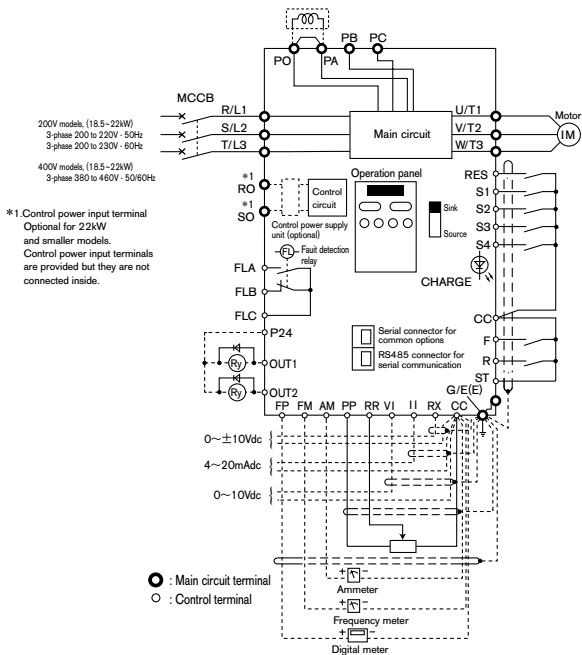 PB PC
PO PA
MCCB
R/L1 U/T1 Motor
S/L2 Main circuit V/T2 IM
T/L3 W/T3
200V models, (18.5~22kW)
3-phase 200 to 220V - 50Hz
3-phase 200 to 230V - 60Hz
400V models, (18.5~22kW)
3-phase 380 to 460V - 50/60Hz
*1.Control power input terminal
Optional for 22kW
and smaller models.
Control power input terminals
are provided but they are not
connected inside.
*1
RO
*1
SO
Control
circuit
Control power supply
unit (optional)
Operation panel
Sink
Source
CHARGE
RES
S1
S2
S3
S4
FL Fault detection
relay
FLA
FLB
FLC
P24
Ry OUT1
Ry OUT2
Serial connector for
common options
RS485 connector for
serial communication
CC
F
R
ST
G/E(E)
FP FM AM PP RR VI II RX CC
0~±10Vdc
4~20mAdc
0~10Vdc
+ -
Ammeter
+ -
Frequency meter
+ -
Digital meter
: Main circuit terminal
: Control terminal